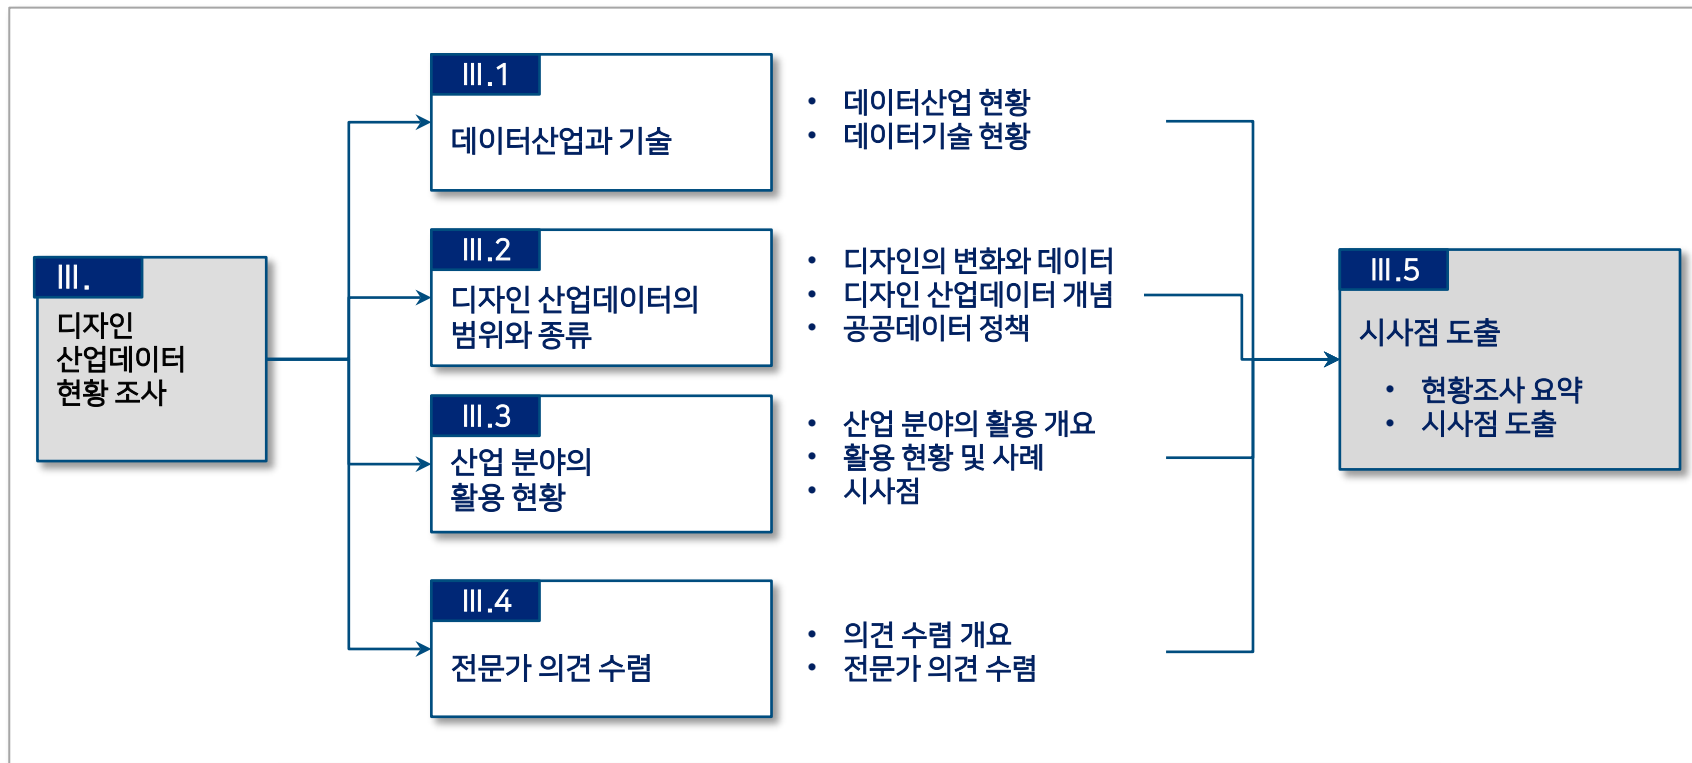 Ⅲ.
디자인
산업데이터
현황 조사
Ⅲ.1
데이터산업과 기술
• 데이터산업 현황
• 데이터기술 현황
Ⅲ.2
디자인 산업데이터의
범위와 종류
• 디자인의 변화와 데이터
• 디자인 산업데이터 개념
• 공공데이터 정책
Ⅲ.3
산업 분야의
활용 현황
• 산업 분야의 활용 개요
• 활용 현황 및 사례
• 시사점
Ⅲ.4
전문가 의견 수렴
• 의견 수렴 개요
• 전문가 의견 수렴
Ⅲ.5
시사점 도출
• 현황조사 요약
• 시사점 도출